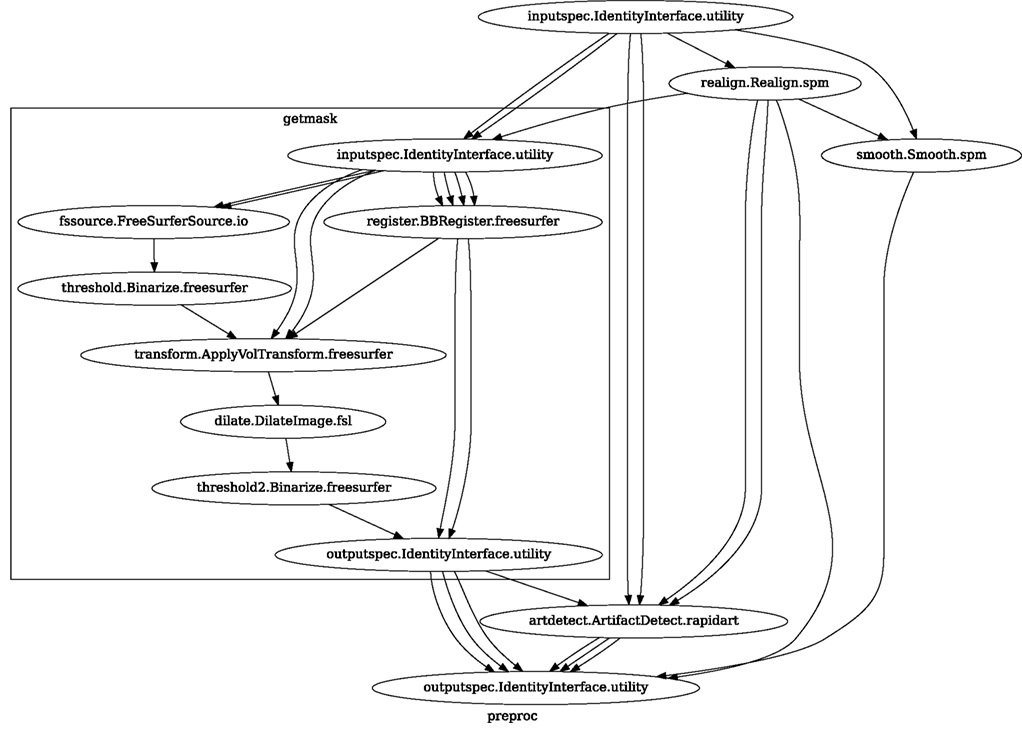 inputspec.IdentityInterface.utility
realign.Realign.spm
getmask
inputspec.IdentityInterface.utility
smooth.Smooth.spm
fssource.FreeSurferSource.io
register.BBRegister.freesurfer
threshold.Binarize.freesurfer
transform.ApplyVolTransform.freesurfer
dilate.DilateImage.fsl
threshold2.Binarize.freesurfer
outputspec.IdentityInterface.utility
artdetect.ArtifactDetect.rapidart
outputspec.IdentityInterface.utility
preproc